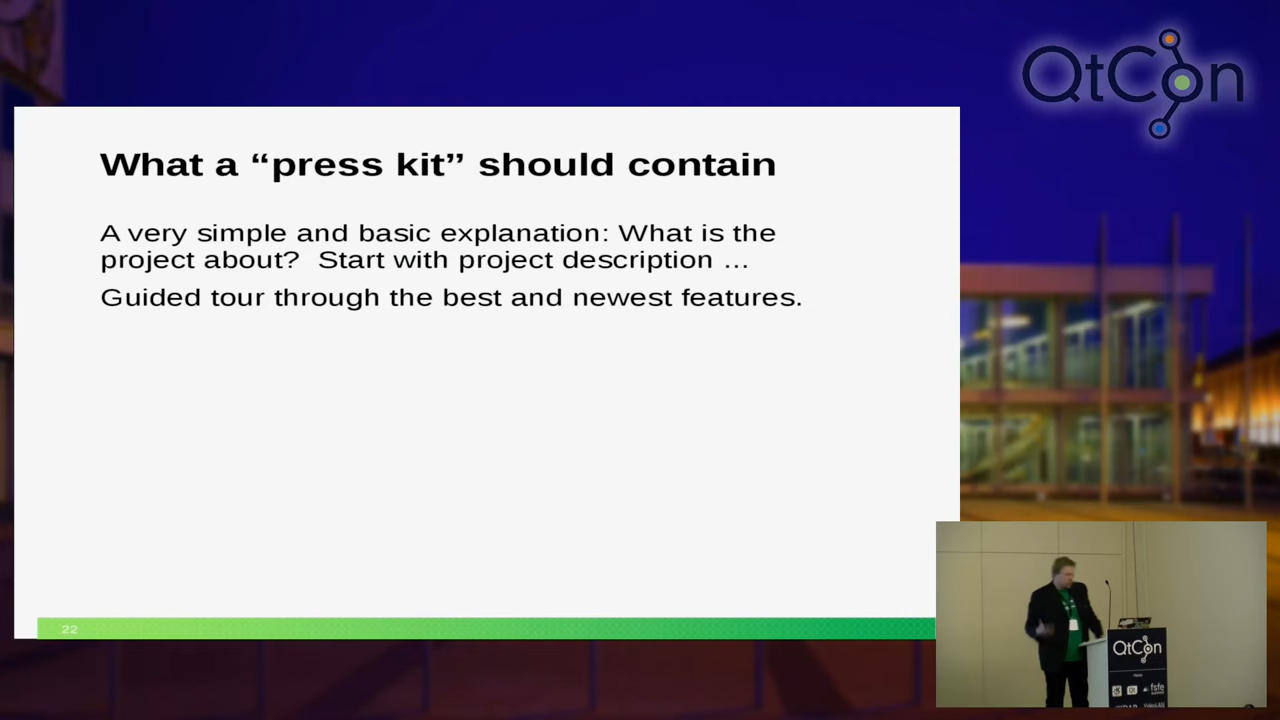 QtCon
What a “press kit” should contain
A very simple and basic explanation: What is the
project about?  Start with project description ...
Guided tour through the best and newest features.
22
QtCon
fsfe